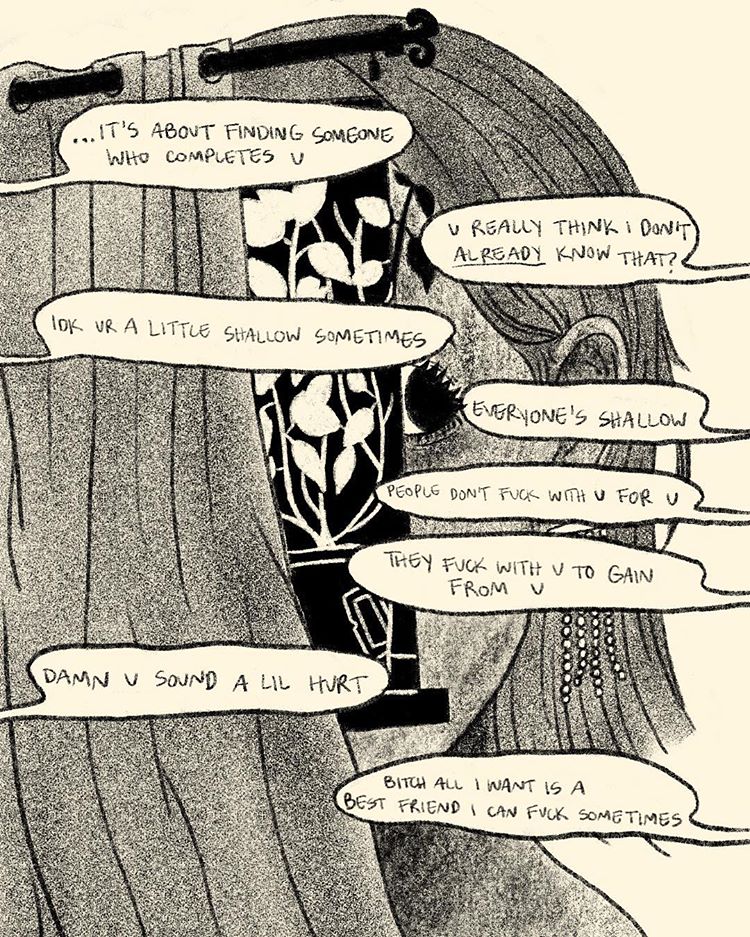 ...IT'S ABOUT FINDING SOMEONE
WHO COMPLETES U
U REALLY THINK I DON'T
ALREADY KNOW THAT?
IDK UR A LITTLE SHALLOW SOMETIMES
EVERYONE'S SHALLOW
PEOPLE DON'T FUCK WITH U FOR U
THEY FUCK WITH U TO GAIN
FROM U
DAMN U SOUND A LIL HURT
BITCH ALL I WANT IS A
BEST FRIEND I CAN FUCK SOMETIMES